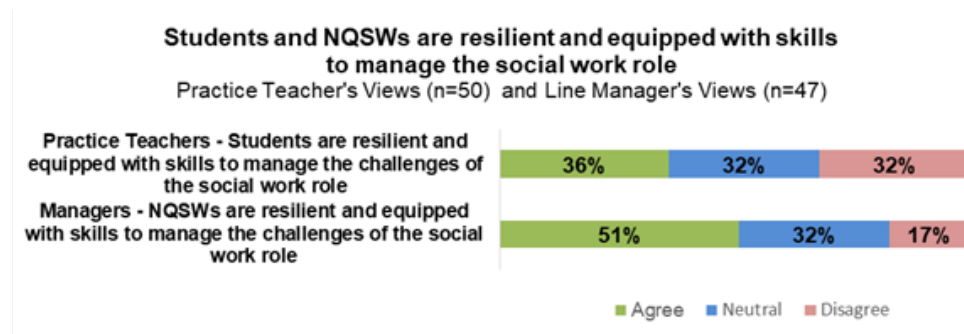 Students and NQSWs are resilient and equipped with skills
to manage the social work role
Practice Teacher's Views (n=50) and Line Manager's Views (n=47)
Practice Teachers - Students are resilient and
equipped with skills to manage the challenges of
the social work role
36% 32% 32%
Managers - NQSWs are resilient and equipped
with skills to manage the challenges of the social
work role
51% 32% 17%
Agree Neutral Disagree